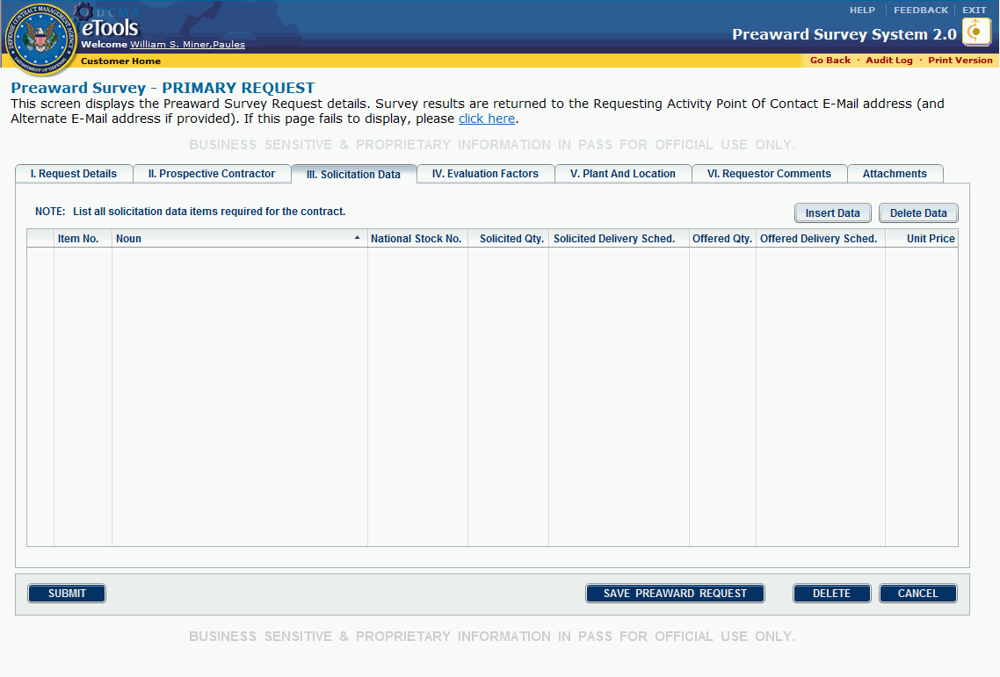 HELP | FEEDBACK | EXIT
DCMA
eTools
DEFENSE CONTRACT MANAGEMENT AGENCY
DEPARTMENT OF DEFENSE
Welcome William S. Miner,Paules
Preaward Survey System 2.0
Customer Home
Go Back · Audit Log · Print Version
Preaward Survey - PRIMARY REQUEST
This screen displays the Preaward Survey Request details. Survey results are returned to the Requesting Activity Point Of Contact E-Mail address (and
Alternate E-Mail address if provided). If this page fails to display, please click here.
BUSINESS SENSITIVE & PROPRIETARY INFORMATION IN PASS FOR OFFICIAL USE ONLY.
I. Request Details II. Prospective Contractor III. Solicitation Data IV. Evaluation Factors V. Plant And Location VI. Requestor Comments Attachments
NOTE: List all solicitation data items required for the contract.
Insert Data Delete Data
Item No. Noun National Stock No. Solicited Qty. Solicited Delivery Sched. Offered Qty. Offered Delivery Sched. Unit Price
SUBMIT SAVE PREAWARD REQUEST DELETE CANCEL
BUSINESS SENSITIVE & PROPRIETARY INFORMATION IN PASS FOR OFFICIAL USE ONLY.